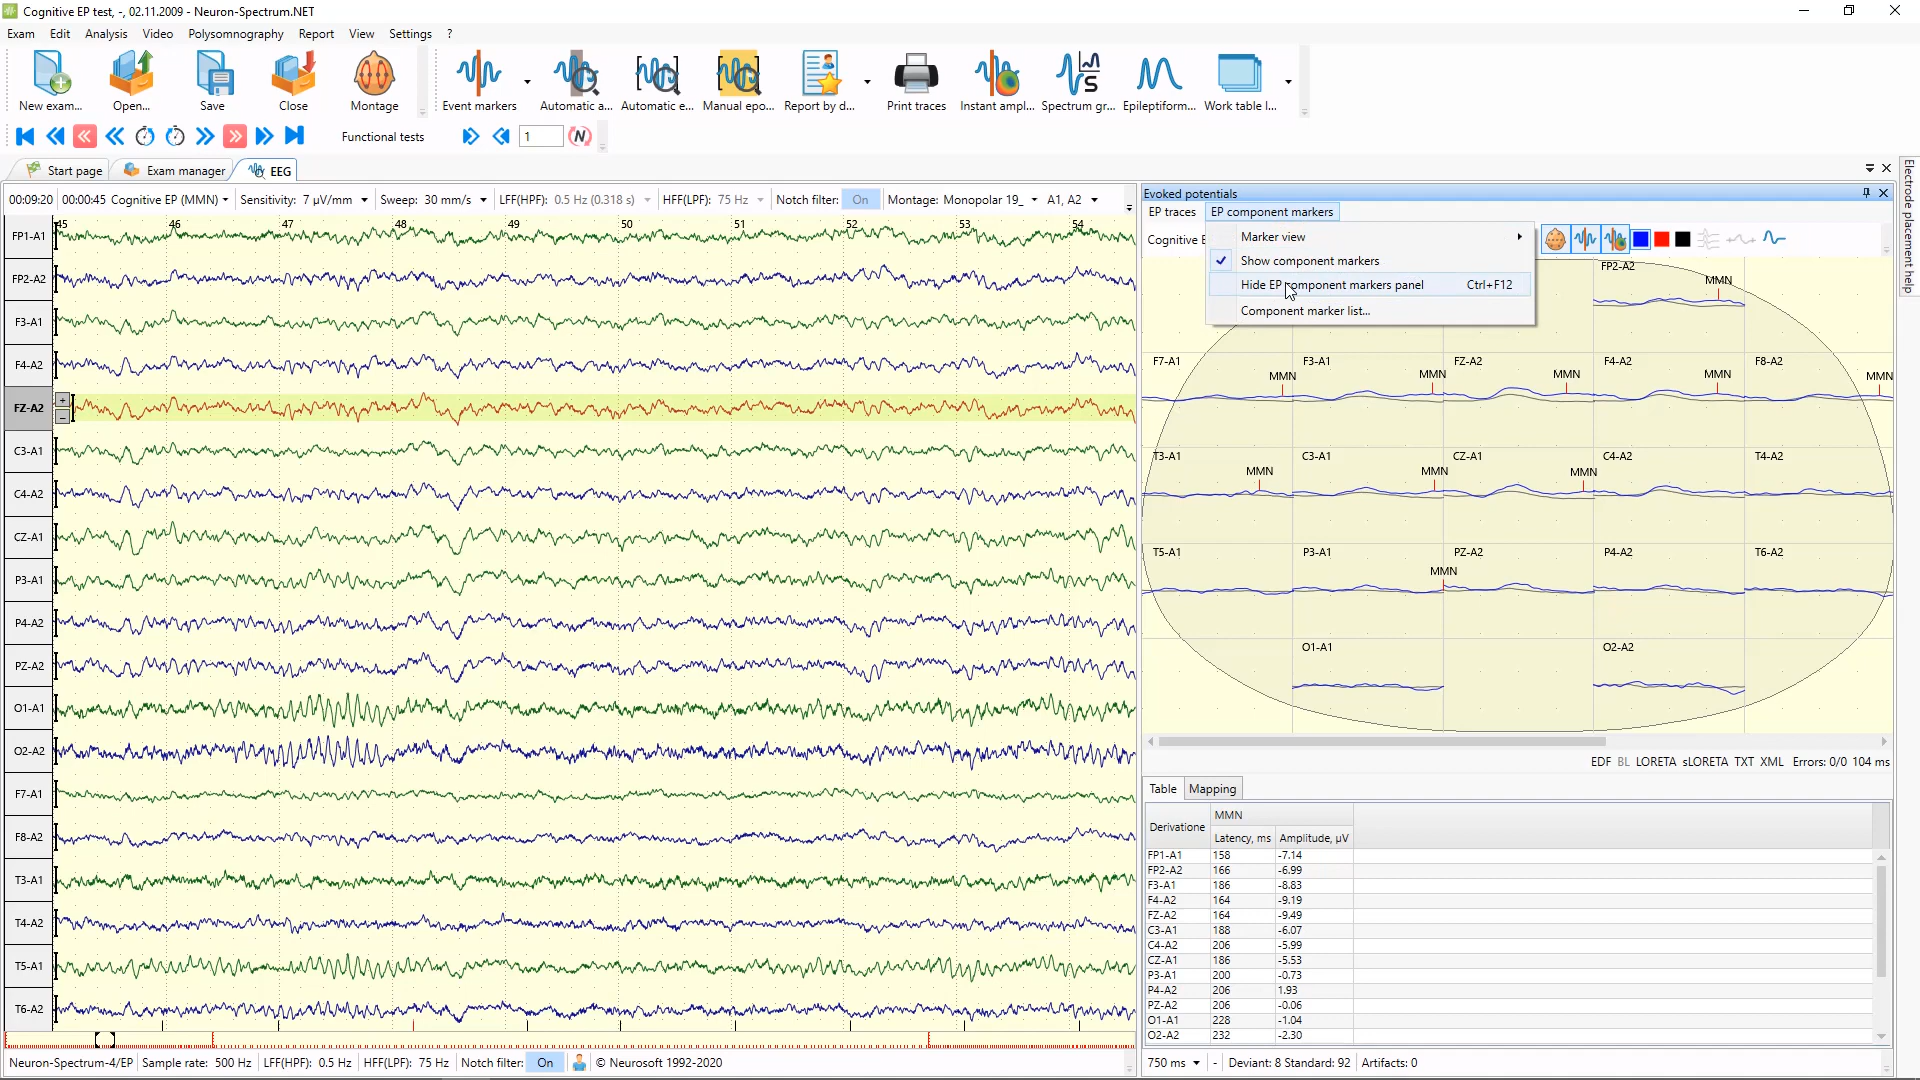 Cognitive EP test, -, 02.11.2009 - Neuron-Spectrum.NET
Exam Edit Analysis Video Polysomnography Report View Settings ?
New exam... Open... Save Close Montage Event markers Automatic a... Automatic e... Manual epo... Report by d... Print traces Instant ampl... Spectrum gr... Epileptiform... Work table l...
Functional tests 1 N
Start page Exam manager EEG
00:09:20 00:00:45 Cognitive EP (MMN) Sensitivity: 7 µV/mm Sweep: 30 mm/s LFF(HPF): 0.5 Hz (0.318 s) HFF(LPF): 75 Hz Notch filter: On Montage: Monopolar 19_ A1, A2
45 46 47 48 49 50 51 52 53 54
FP1-A1
FP2-A2
F3-A1
F4-A2
FZ-A2
C3-A1
C4-A2
CZ-A1
P3-A1
P4-A2
PZ-A2
O1-A1
O2-A2
F7-A1
F8-A2
T3-A1
T4-A2
T5-A1
T6-A2
Neuron-Spectrum-4/EP Sample rate: 500 Hz LFF(HPF): 0.5 Hz HFF(LPF): 75 Hz Notch filter: On © Neurosoft 1992-2020
Evoked potentials
EP traces EP component markers
Cognitive E
Marker view
Show component markers
Hide EP component markers panel Ctrl+F12
Component marker list...
FP2-A2
MMN
F7-A1 F3-A1 FZ-A2 F4-A2 F8-A2
MMN MMN MMN MMN MMN
T3-A1 C3-A1 CZ-A1 C4-A2 T4-A2
MMN MMN MMN
T5-A1 P3-A1 PZ-A2 P4-A2 T6-A2
MMN
O1-A1 O2-A2
EDF BL LORETA sLORETA TXT XML Errors: 0/0 104 ms
Table Mapping
Derivatione MMN
Latency, ms Amplitude, µV
FP1-A1 158 -7.14
FP2-A2 166 -6.99
F3-A1 186 -8.83
F4-A2 164 -9.19
FZ-A2 164 -9.49
C3-A1 188 -6.07
C4-A2 206 -5.99
CZ-A1 186 -5.53
P3-A1 200 -0.73
P4-A2 206 1.93
PZ-A2 206 -0.06
O1-A1 228 -1.04
O2-A2 232 -2.30
750 ms - Deviant: 8 Standard: 92 Artifacts: 0
Electrode placement help